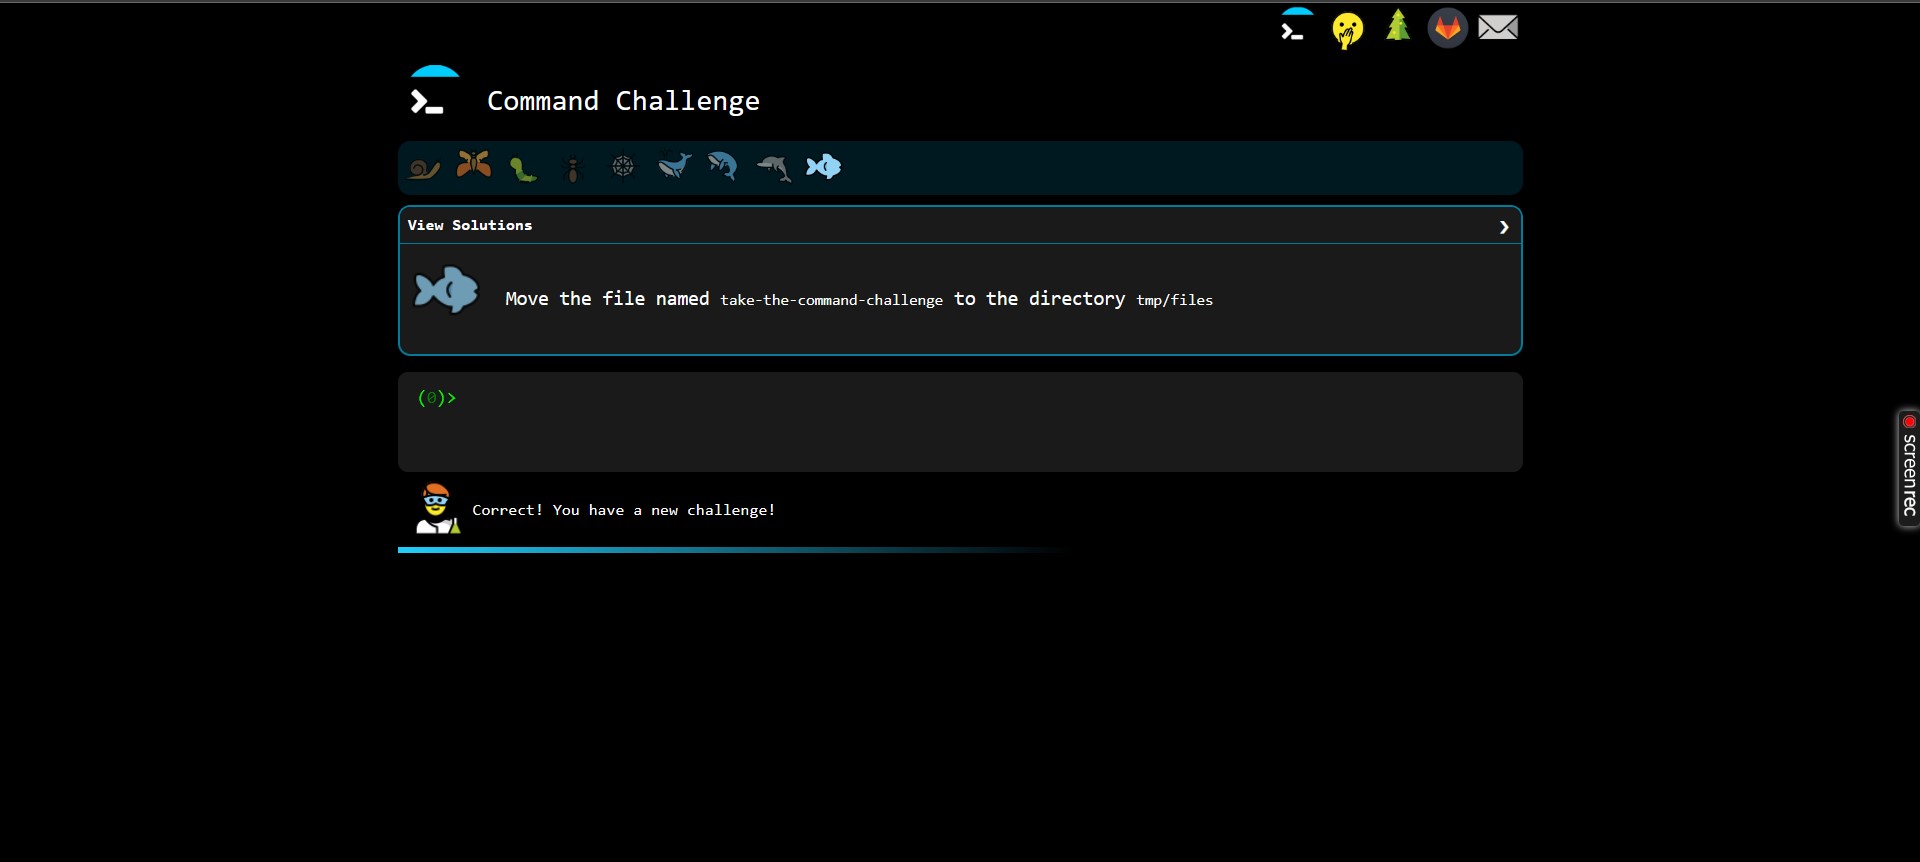 Command Challenge
View Solutions
Move the file named take-the-command-challenge to the directory tmp/files
(0)>
Correct! You have a new challenge!
screenrec